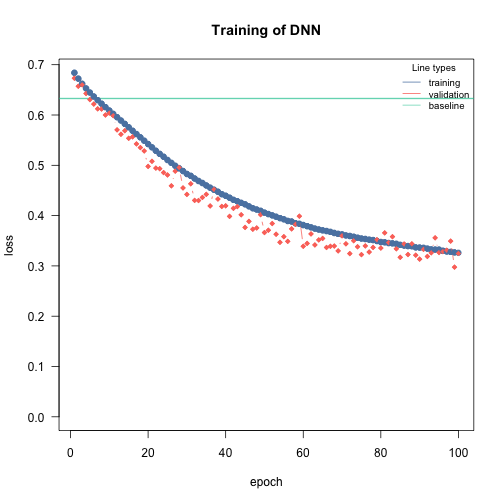 Training of DNN
Line types
training
validation
baseline
0.7
0.6
0.5
0.4
0.3
0.2
0.1
0.0
loss
0
20
40
60
80
100
epoch